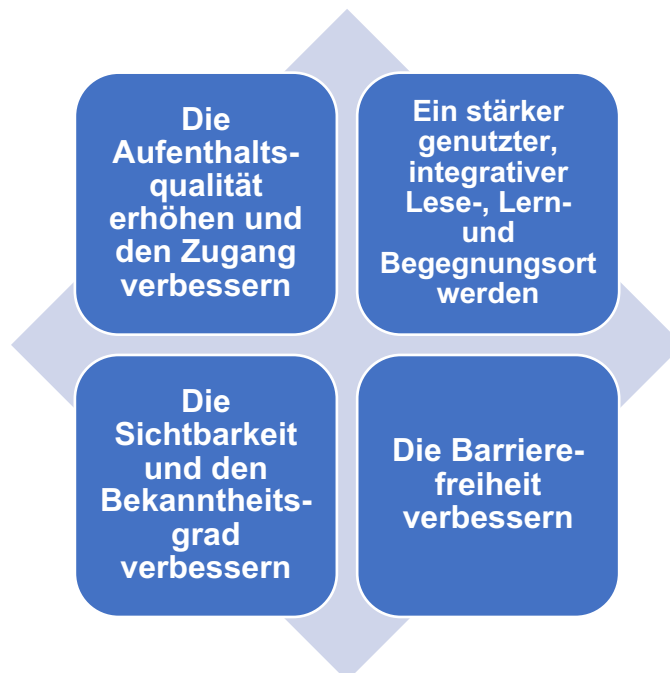 Die
Aufenthalts-
qualität
erhöhen und
den Zugang
verbessern
Ein stärker
genutzter,
integrativer
Lese-, Lern-
und
Begegnungsort
werden
Die
Sichtbarkeit
und den
Bekanntheits-
grad
verbessern
Die Barriere-
freiheit
verbessern